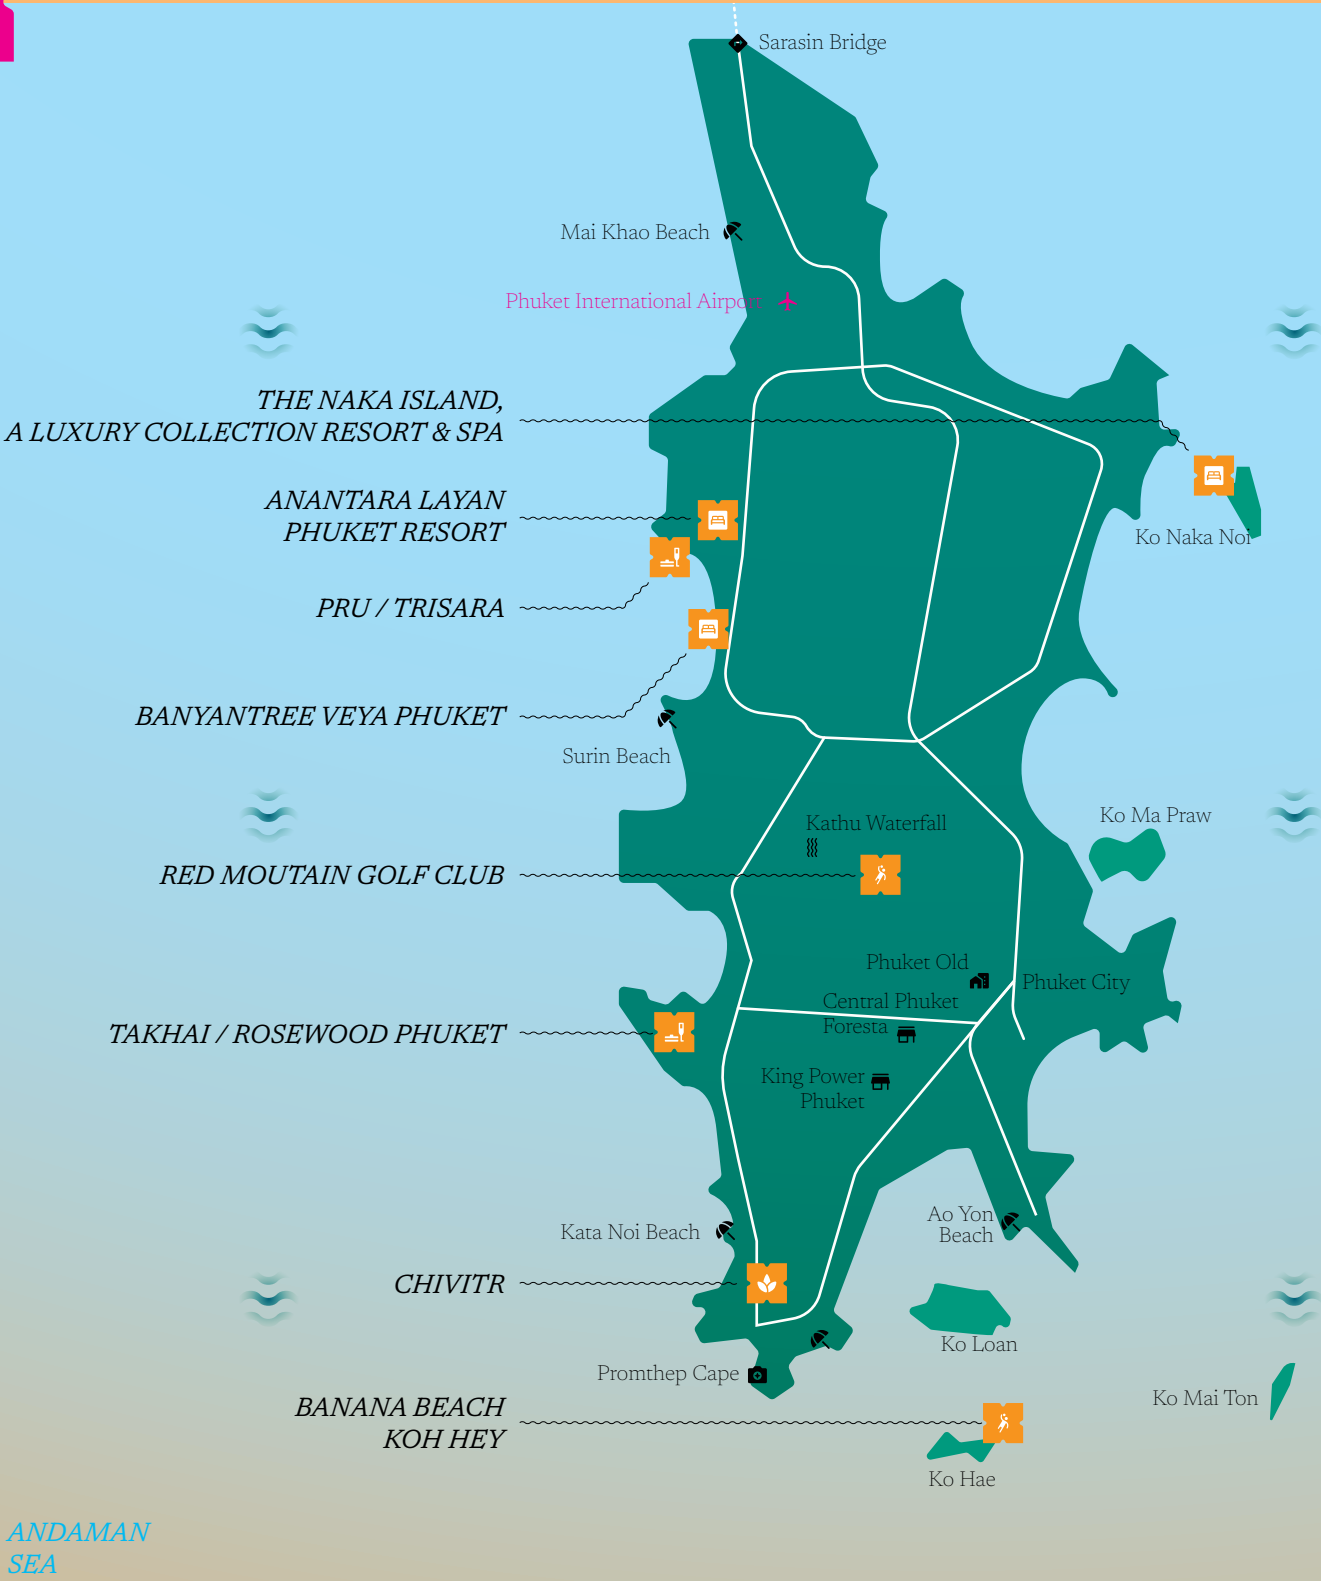 Sarasin Bridge
Mai Khao Beach
Phuket International Airport
THE NAKA ISLAND,
A LUXURY COLLECTION RESORT & SPA
ANANTARA LAYAN
PHUKET RESORT
Ko Naka Noi
PRU / TRISARA
BANYANTREE VEYA PHUKET
Surin Beach
Kathu Waterfall
Ko Ma Praw
RED MOUTAIN GOLF CLUB
Phuket Old
Phuket City
Central Phuket
Foresta
TAKHAI / ROSEWOOD PHUKET
King Power
Phuket
Ao Yon
Beach
Kata Noi Beach
CHIVITR
Ko Loan
Promthep Cape
Ko Mai Ton
BANANA BEACH
KOH HEY
Ko Hae
ANDAMAN
SEA